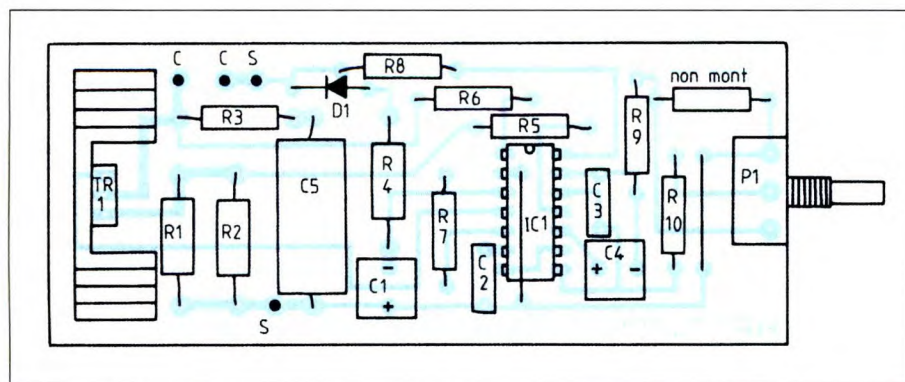 C C S
R8
non mont
D1
R6
R3
R5
R
9
R
4
C5
TR
1
P1
C
3
R
7
IC1
R
10
R1
R2
C
2
C4
+ -
-
C1
+
S